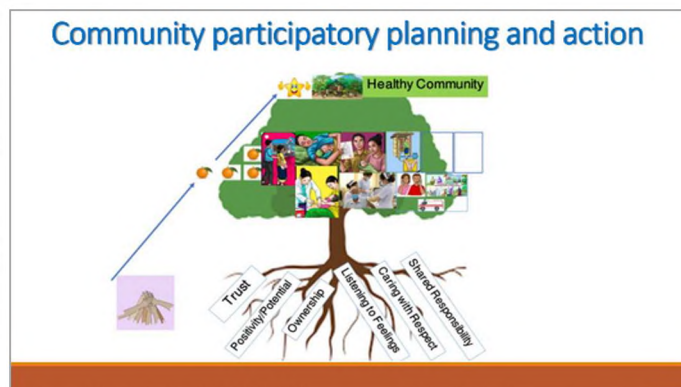 Community participatory planning and action
Healthy Community
Trust
Positivity/Potential
Ownership
Listening to Feelings
Caring with Respect
Shared Responsibility